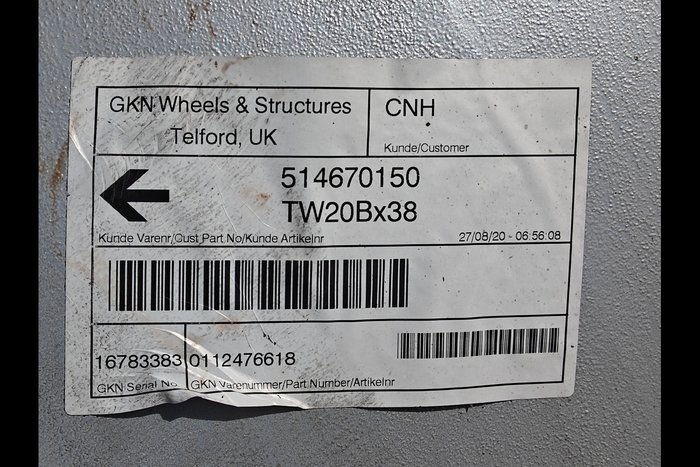 GKN Wheels & Structures
Telford, UK
CNH
Kunde/Customer
514670150
TW20Bx38
Kunde Varenr/Cust Part No/Kunde Artikelnr
27/08/20 - 06:56:08
16783383
GKN Serial No
0112476618
GKN Varenummer/Part Number/Artikelnr